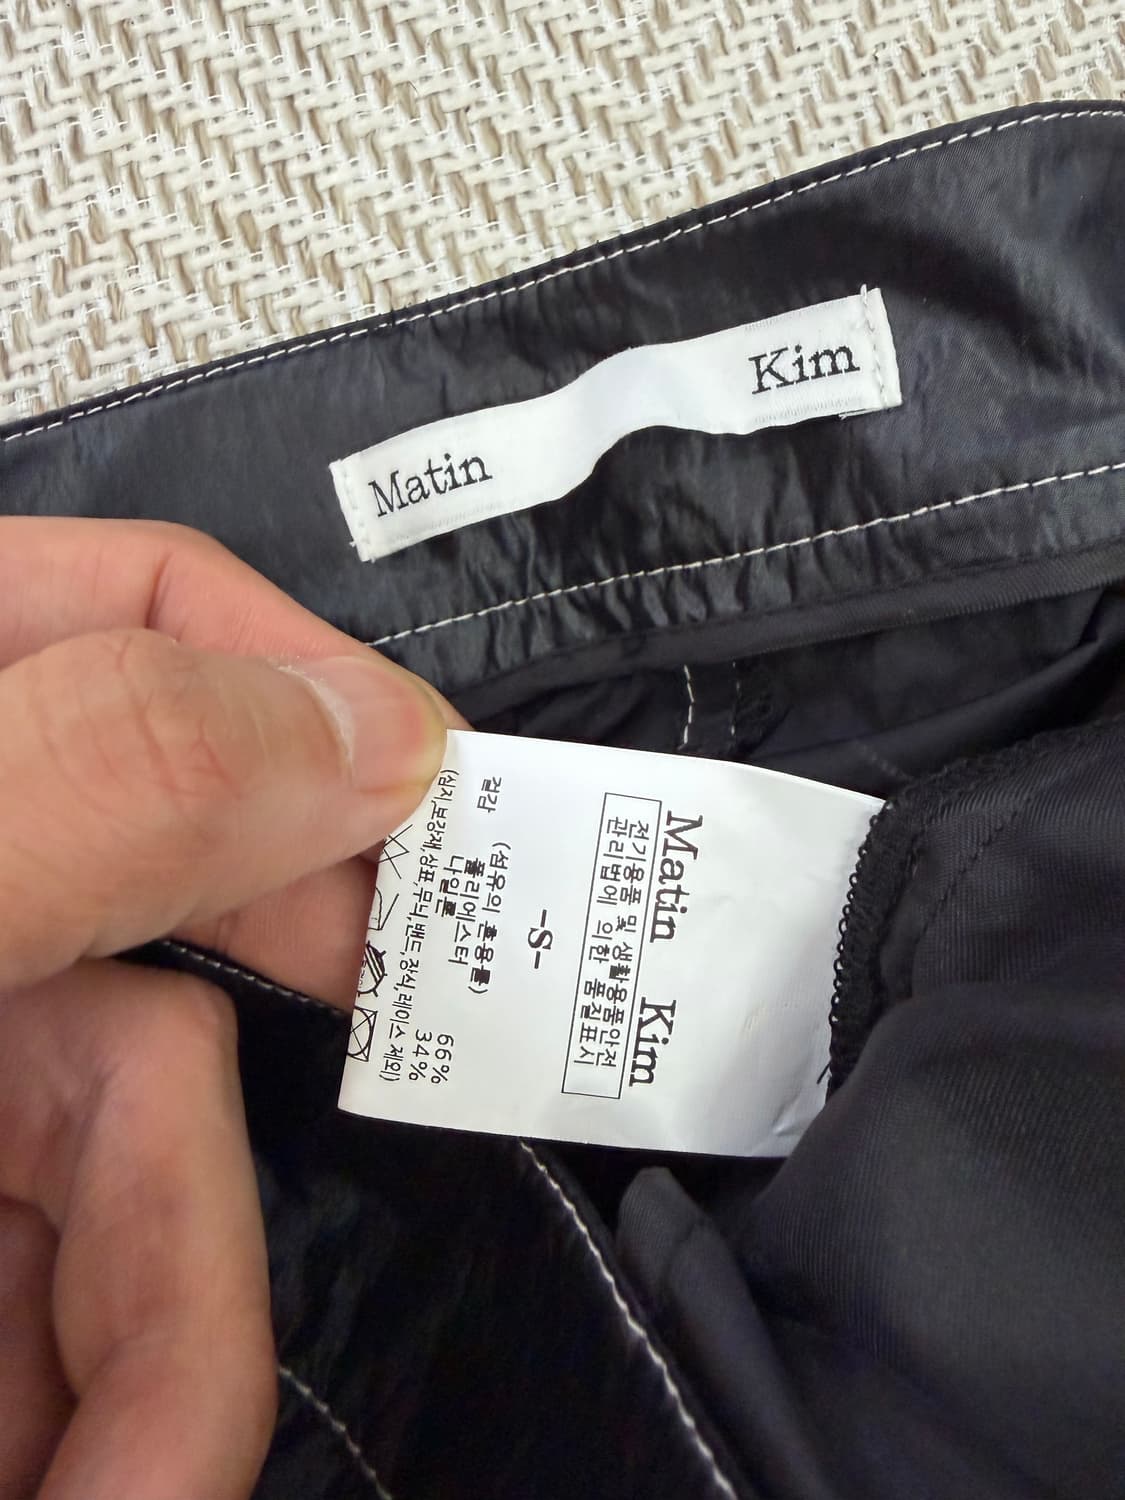 Matin Kim
Matin Kim
전기용품 및 생활용품안전
관리법에 의한 품질표시
-S-
(섬유의 혼용률)
겉감 폴리에스터 66%
나일론 34%
(심지,보강재,상표,무늬,밴드,장식,레이스 제외)